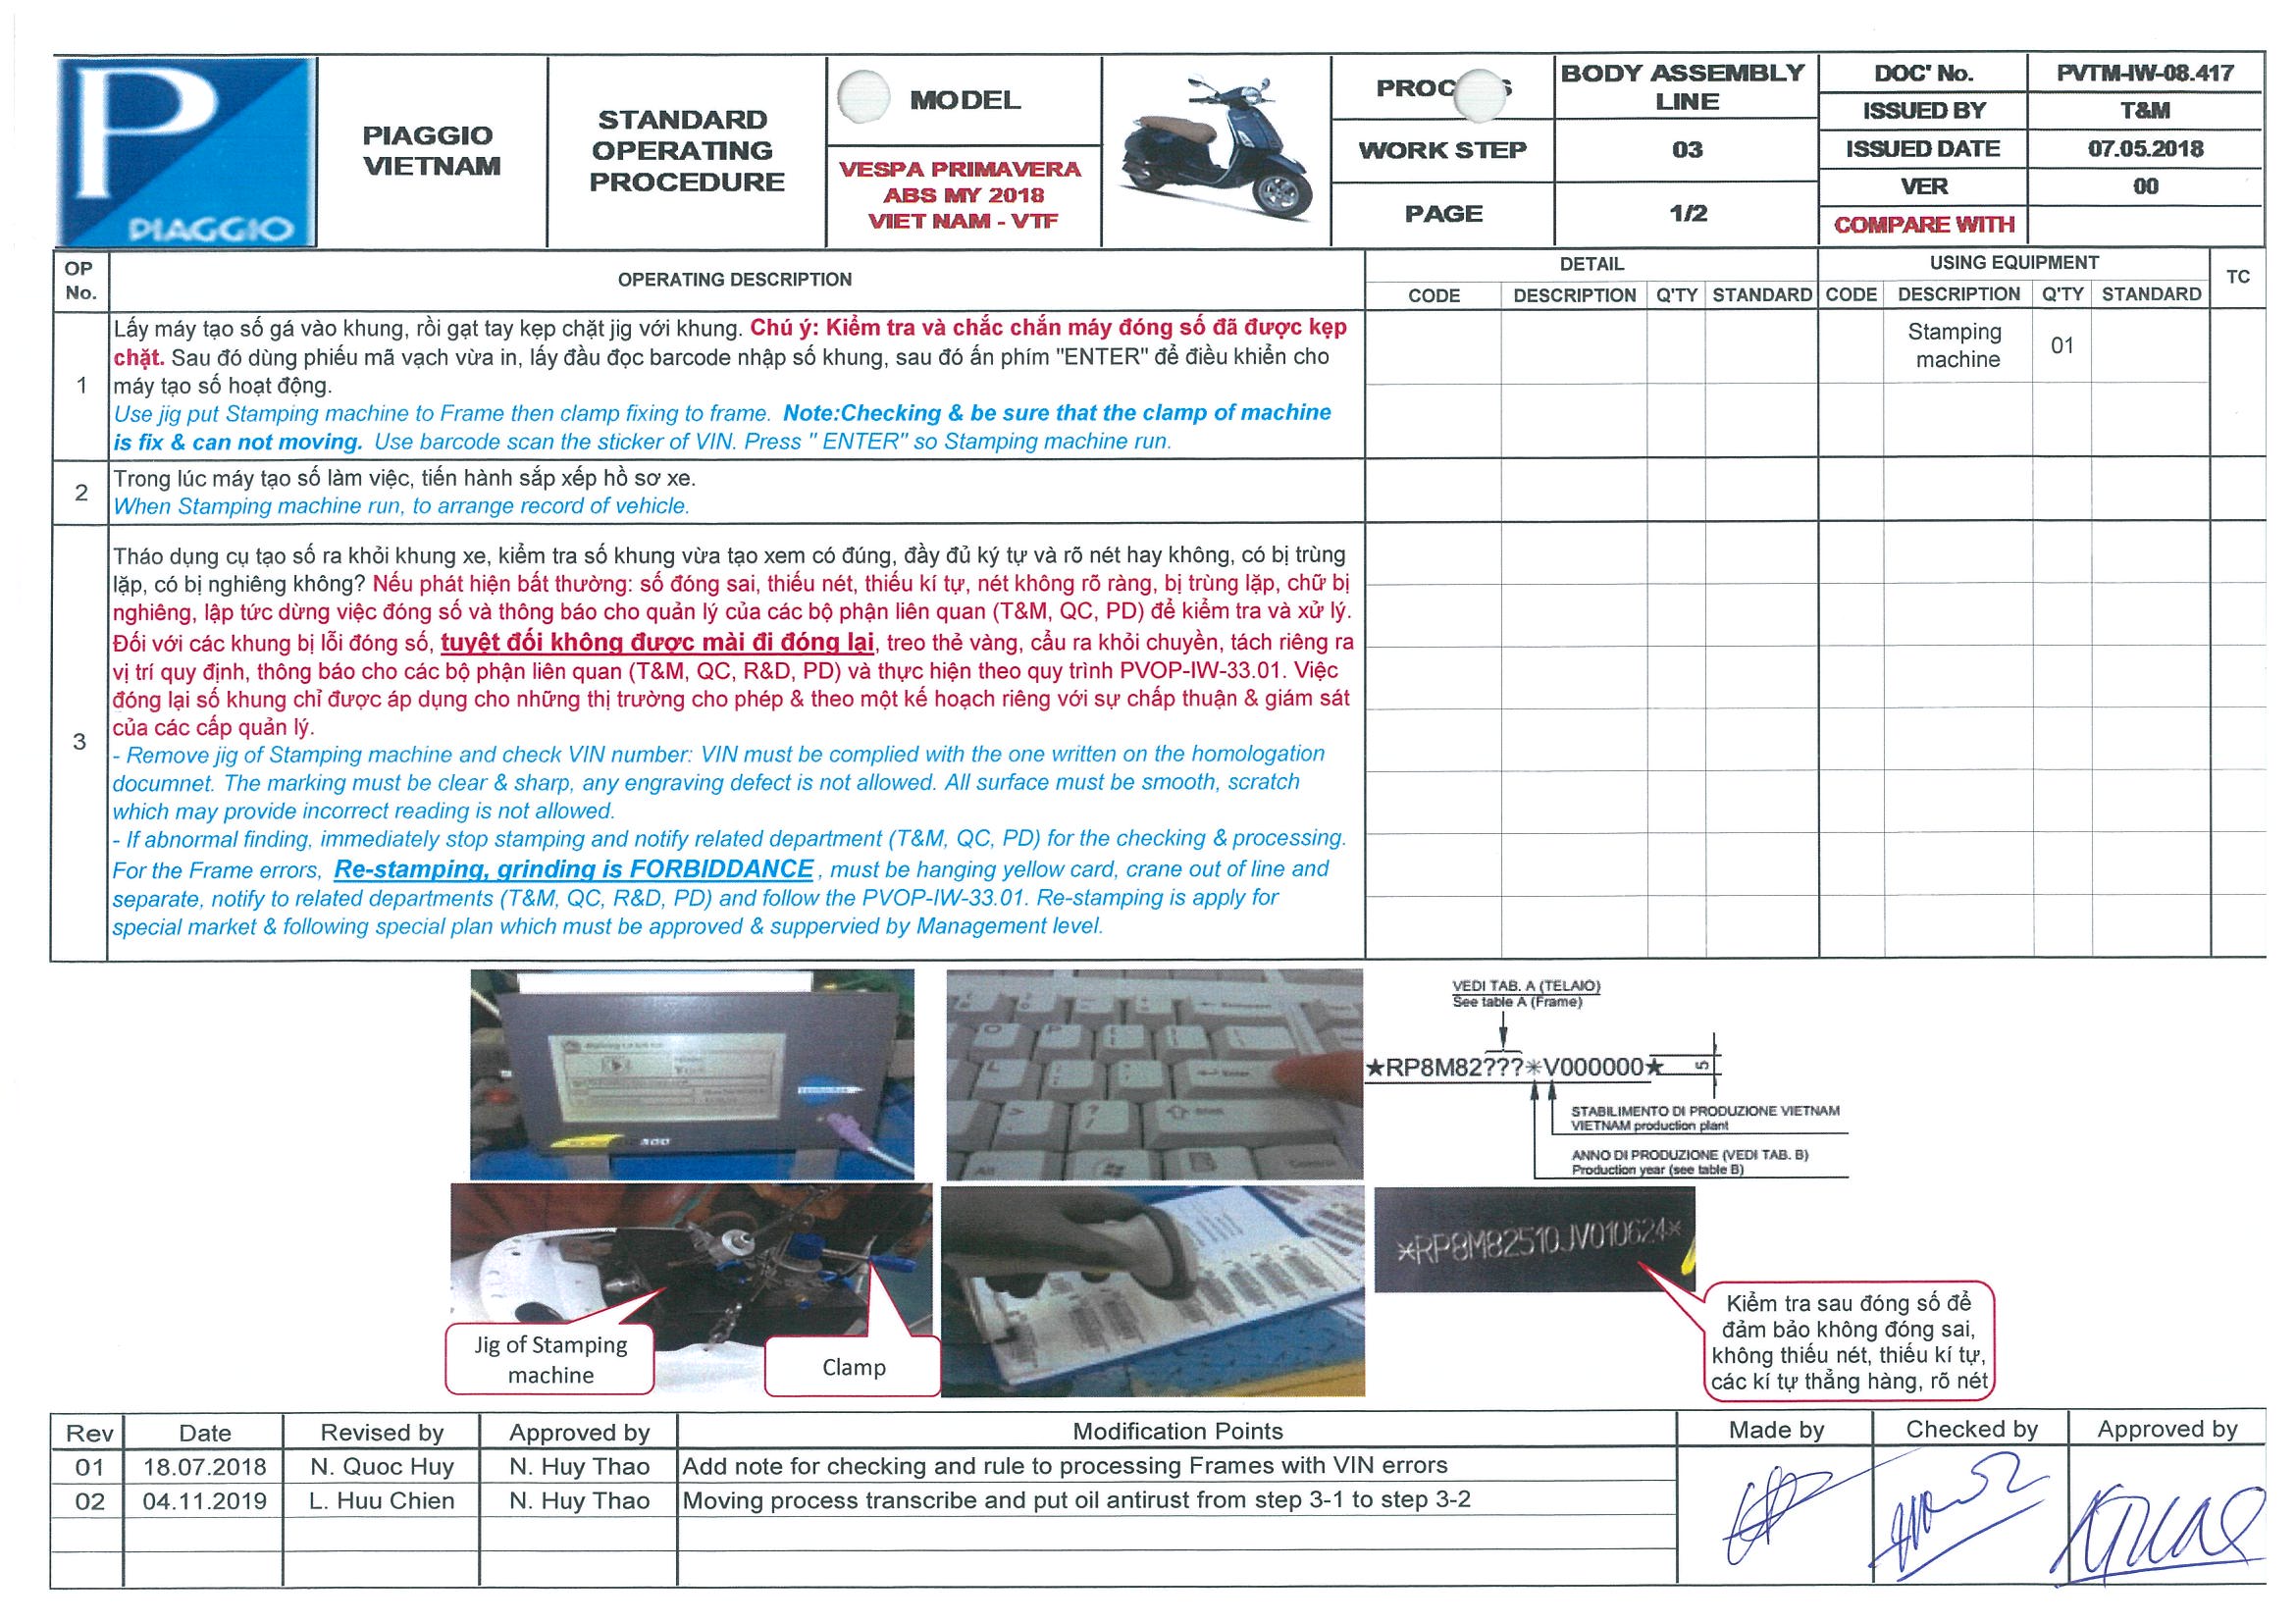 P
PIAGGIO
PIAGGIO
VIETNAM
STANDARD
OPERATING
PROCEDURE
MODEL
VESPA PRIMAVERA
ABS MY 2018
VIET NAM - VTF
BODY ASSEMBLY
LINE
WORK STEP
03
PAGE
1/2
DOC' No.
PVTM-IW-08.417
ISSUED BY
T&M
ISSUED DATE
07.05.2018
VER
00
COMPARE WITH
OP
No.
OPERATING DESCRIPTION
DETAIL
USING EQUIPMENT
TC
CODE DESCRIPTION Q'TY STANDARD CODE DESCRIPTION Q'TY STANDARD
1
Lấy máy tạo số gá vào khung, rồi gạt tay kẹp chặt jig với khung. Chú ý: Kiểm tra và chắc chắn máy đóng số đã được kẹp
chặt. Sau đó dùng phiếu mã vạch vừa in, lấy đầu đọc barcode nhập số khung, sau đó ấn phím "ENTER" để điều khiển cho
máy tạo số hoạt động.
Use jig put Stamping machine to Frame then clamp fixing to frame. Note:Checking & be sure that the clamp of machine
is fix & can not moving. Use barcode scan the sticker of VIN. Press " ENTER" so Stamping machine run.
Stamping
machine
01
2
Trong lúc máy tạo số làm việc, tiến hành sắp xếp hồ sơ xe.
When Stamping machine run, to arrange record of vehicle.
3
Tháo dụng cụ tạo số ra khỏi khung xe, kiểm tra số khung vừa tạo xem có đúng, đầy đủ ký tự và rõ nét hay không, có bị trùng
lặp, có bị nghiêng không? Nếu phát hiện bất thường: số đóng sai, thiếu nét, thiếu kí tự, nét không rõ ràng, bị trùng lặp, chữ bị
nghiêng, lập tức dừng việc đóng số và thông báo cho quản lý của các bộ phận liên quan (T&M, QC, PD) để kiểm tra và xử lý.
Đối với các khung bị lỗi đóng số, tuyệt đối không được mài đi đóng lại, treo thẻ vàng, cẩu ra khỏi chuyền, tách riêng ra
vị trí quy định, thông báo cho các bộ phận liên quan (T&M, QC, R&D, PD) và thực hiện theo quy trình PVOP-IW-33.01. Việc
đóng lại số khung chỉ được áp dụng cho những thị trường cho phép & theo một kế hoạch riêng với sự chấp thuận & giám sát
của các cấp quản lý.
- Remove jig of Stamping machine and check VIN number: VIN must be complied with the one written on the homologation
documnet. The marking must be clear & sharp, any engraving defect is not allowed. All surface must be smooth, scratch
which may provide incorrect reading is not allowed.
- If abnormal finding, immediately stop stamping and notify related department (T&M, QC, PD) for the checking & processing.
For the Frame errors, Re-stamping, grinding is FORBIDDANCE, must be hanging yellow card, crane out of line and
separate, notify to related departments (T&M, QC, R&D, PD) and follow the PVOP-IW-33.01. Re-stamping is apply for
special market & following special plan which must be approved & suppervied by Management level.
VEDI TAB. A (TELAIO)
See table A (Frame)
★RP8M82???✳V000000★
5
STABILIMENTO DI PRODUZIONE VIETNAM
VIETNAM production plant
ANNO DI PRODUZIONE (VEDI TAB. B)
Production year (see table B)
*RP8M82510JV010624*
Jig of Stamping
machine
Clamp
Kiểm tra sau đóng số để
đảm bảo không đóng sai,
không thiếu nét, thiếu kí tự,
các kí tự thẳng hàng, rõ nét
Rev Date Revised by Approved by Modification Points Made by Checked by Approved by
01 18.07.2018 N. Quoc Huy N. Huy Thao Add note for checking and rule to processing Frames with VIN errors
02 04.11.2019 L. Huu Chien N. Huy Thao Moving process transcribe and put oil antirust from step 3-1 to step 3-2